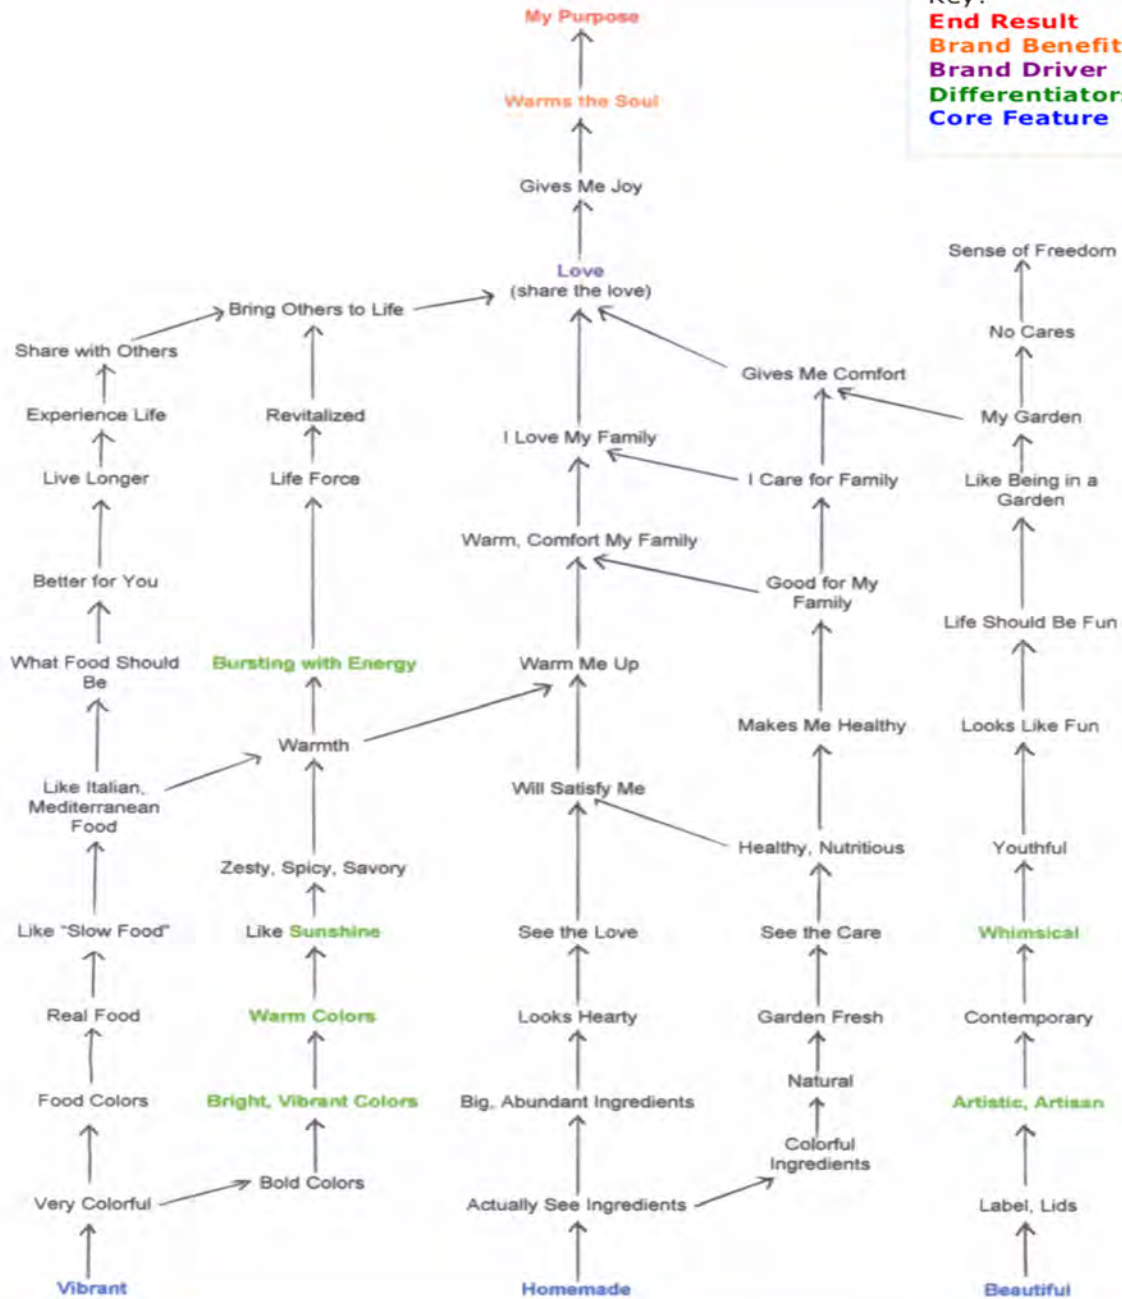 Key:
End Result
Brand Benefit
Brand Driver
Differentiators
Core Feature
My Purpose
Warms the Soul
Gives Me Joy
Love
(share the love)
Sense of Freedom
Bring Others to Life
No Cares
Share with Others
Gives Me Comfort
Experience Life
Revitalized
My Garden
I Love My Family
Live Longer
Life Force
I Care for Family
Like Being in a
Garden
Warm, Comfort My Family
Better for You
Good for My
Family
Life Should Be Fun
What Food Should
Be
Bursting with Energy
Warm Me Up
Makes Me Healthy
Looks Like Fun
Warmth
Like Italian,
Mediterranean
Food
Will Satisfy Me
Healthy, Nutritious
Youthful
Zesty, Spicy, Savory
Like "Slow Food"
Like Sunshine
See the Love
See the Care
Whimsical
Real Food
Warm Colors
Looks Hearty
Garden Fresh
Contemporary
Natural
Food Colors
Bright, Vibrant Colors
Big, Abundant Ingredients
Artistic, Artisan
Colorful
Ingredients
Bold Colors
Very Colorful
Actually See Ingredients
Label, Lids
Vibrant
Homemade
Beautiful